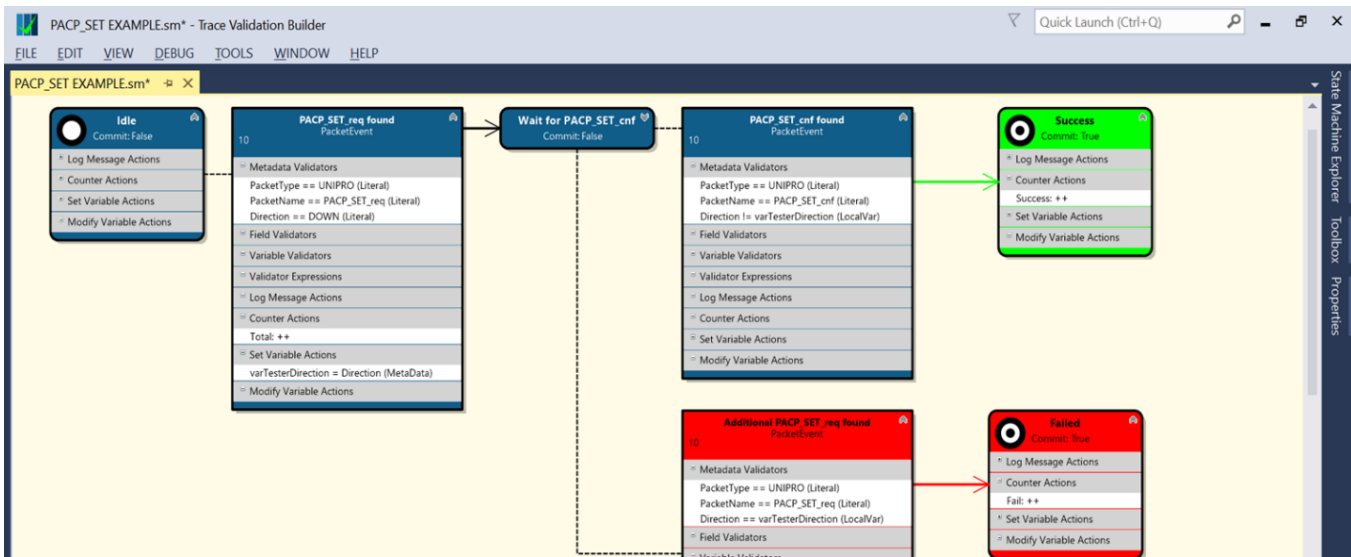 PACP_SET EXAMPLE.sm* - Trace Validation Builder
Quick Launch (Ctrl+Q)
FILE EDIT VIEW DEBUG TOOLS WINDOW HELP
PACP_SET EXAMPLE.sm*
Idle
Commit: False
Log Message Actions
Counter Actions
Set Variable Actions
Modify Variable Actions
PACP_SET_req found
PacketEvent
10
Metadata Validators
PacketType == UNIPRO (Literal)
PacketName == PACP_SET_req (Literal)
Direction == DOWN (Literal)
Field Validators
Variable Validators
Validator Expressions
Log Message Actions
Counter Actions
Total: ++
Set Variable Actions
varTesterDirection = Direction (MetaData)
Modify Variable Actions
Wait for PACP_SET_cnf
Commit: False
PACP_SET_cnf found
PacketEvent
10
Metadata Validators
PacketType == UNIPRO (Literal)
PacketName == PACP_SET_cnf (Literal)
Direction != varTesterDirection (LocalVar)
Field Validators
Variable Validators
Validator Expressions
Log Message Actions
Counter Actions
Set Variable Actions
Modify Variable Actions
Success
Commit: True
Log Message Actions
Counter Actions
Success: ++
Set Variable Actions
Modify Variable Actions
Additional PACP_SET_req found
PacketEvent
10
Metadata Validators
PacketType == UNIPRO (Literal)
PacketName == PACP_SET_req (Literal)
Direction == varTesterDirection (LocalVar)
Field Validators
Variable Validators
Failed
Commit: True
Log Message Actions
Counter Actions
Fail: ++
Set Variable Actions
Modify Variable Actions
State Machine Explorer
Toolbox
Properties